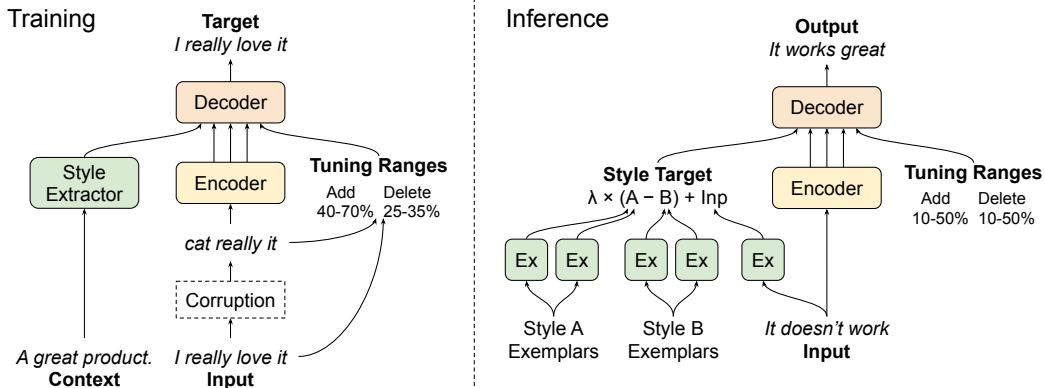 Training
Target
I really love it
Decoder
Style
Extractor
Encoder
Tuning Ranges
Add Delete
40-70% 25-35%
cat really it
Corruption
A great product.
Context
I really love it
Input
Inference
Output
It works great
Decoder
Style Target
λ × (A − B) + Inp
Encoder
Tuning Ranges
Add Delete
10-50% 10-50%
Ex Ex Ex Ex Ex
Style A
Exemplars
Style B
Exemplars
It doesn't work
Input